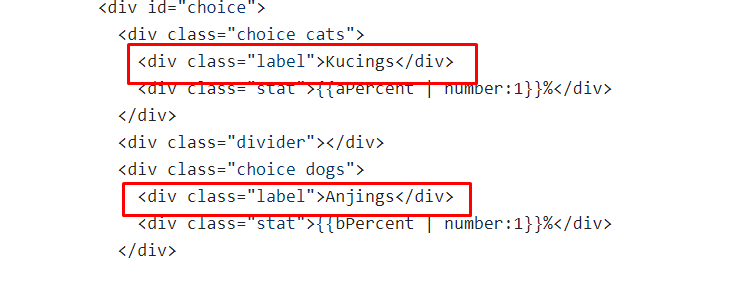 <div id="choice">
<div class="choice cats">
<div class="label">Kucings</div>
<div class="stat">{{aPercent | number:1}}%</div>
</div>
<div class="divider"></div>
<div class="choice dogs">
<div class="label">Anjings</div>
<div class="stat">{{bPercent | number:1}}%</div>
</div>